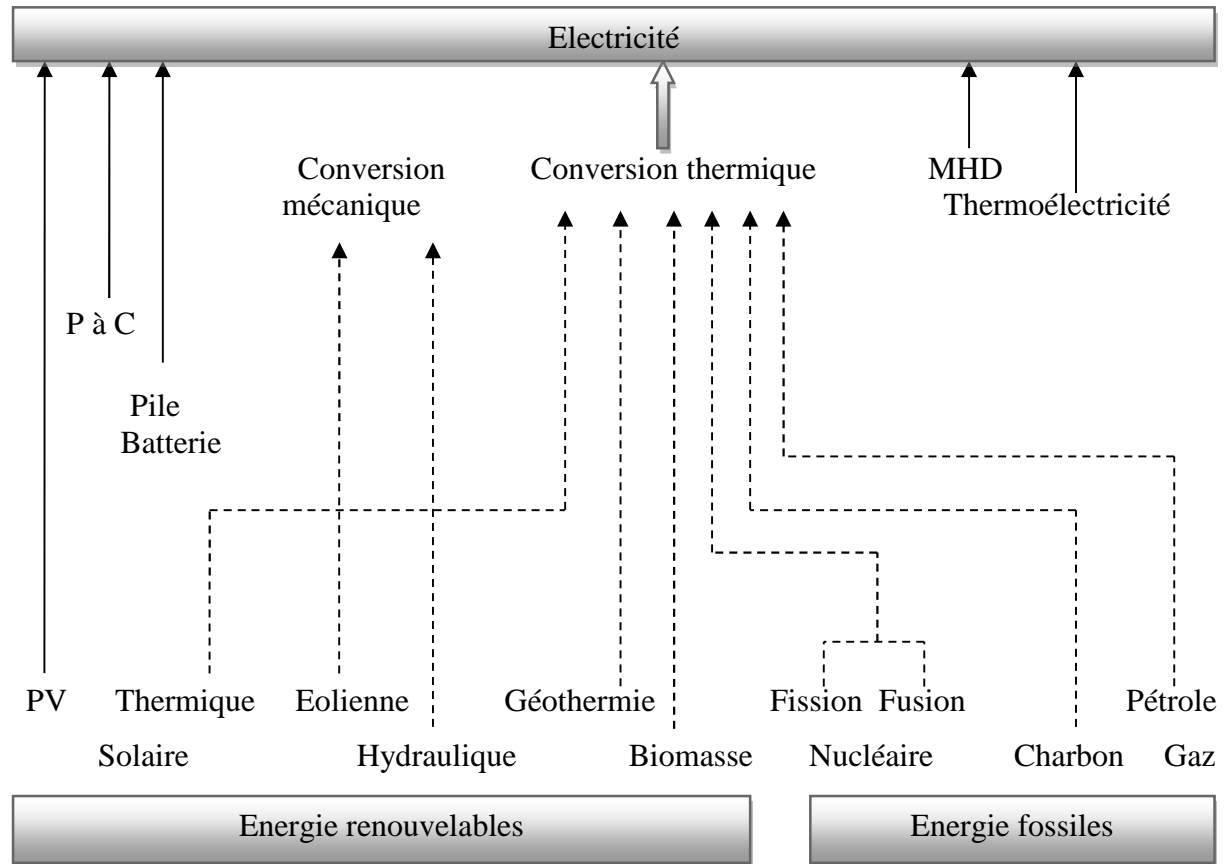 Electricité
Conversion
mécanique
Conversion thermique
MHD
Thermoélectricité
P à C
Pile
Batterie
PV Thermique Eolienne Géothermie Fission Fusion Pétrole
Solaire Hydraulique Biomasse Nucléaire Charbon Gaz
Energie renouvelables Energie fossiles